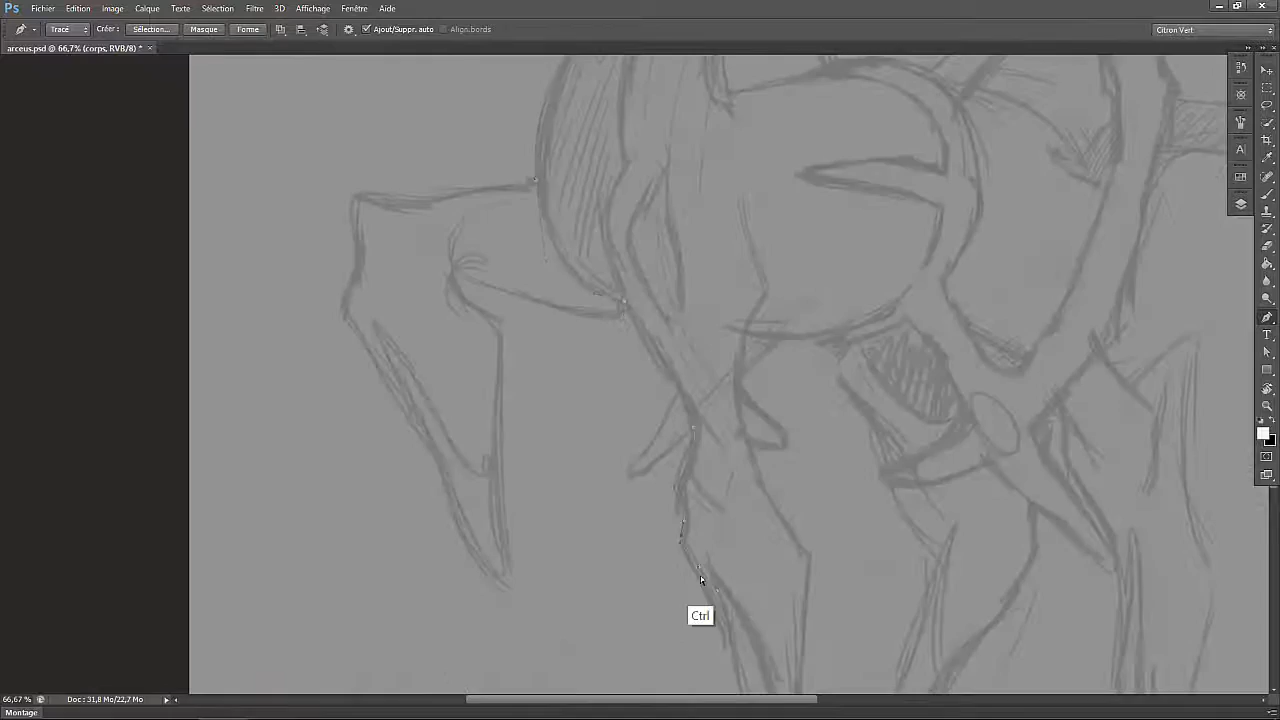 Ps Fichier Edition Image Calque Texte Sélection Filtre 3D Affichage Fenêtre Aide
Tracé Créer : Sélection... Masque Forme Ajout/Suppr. auto Align.bords Citron Vert
arceus.psd @ 66,7% (corps, RVB/8) *
Ctrl
66,67 % Doc : 31,8 Mo/22,7 Mo
Montage